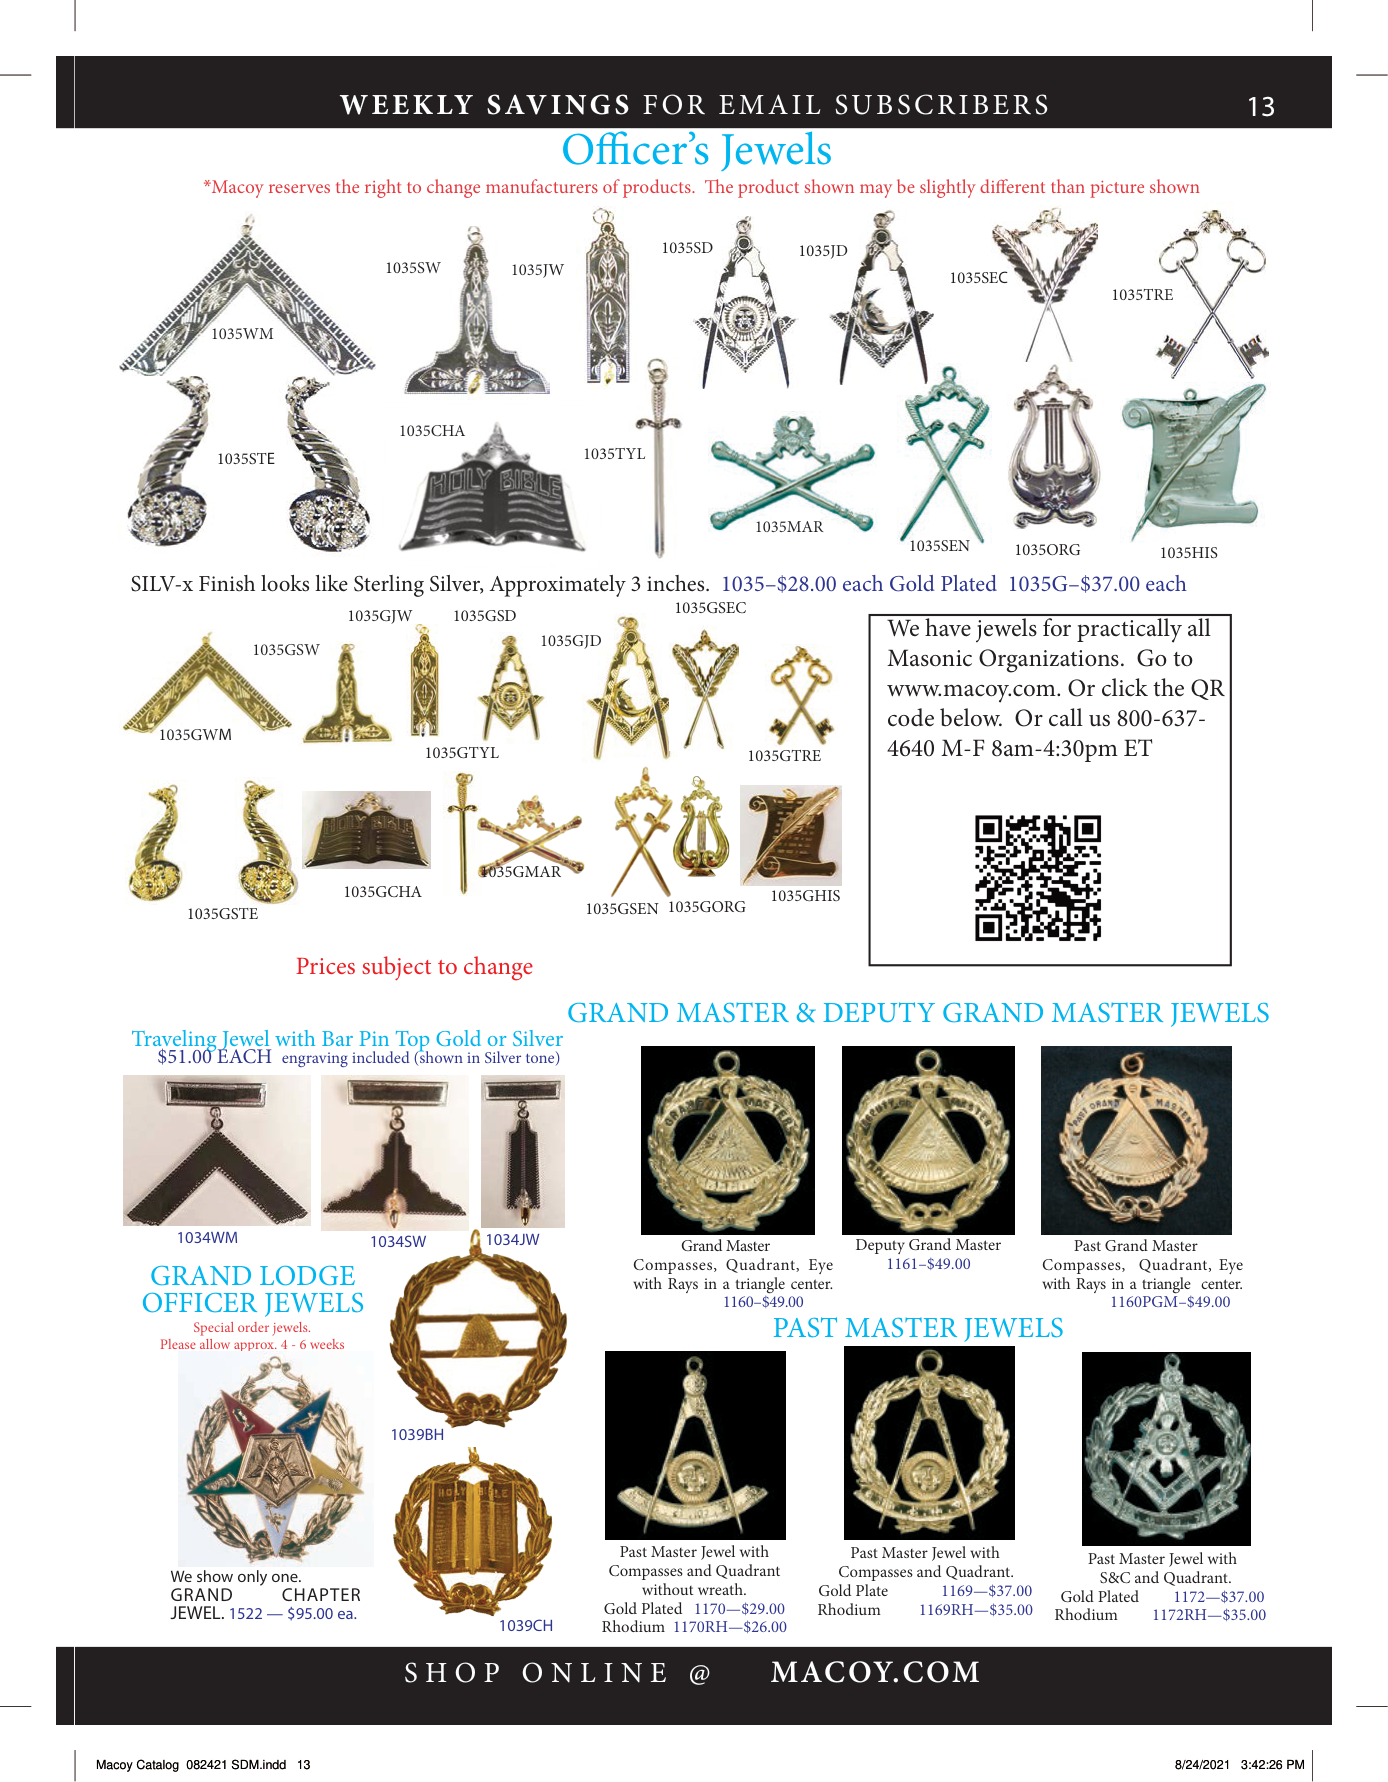 WEEKLY SAVINGS FOR EMAIL SUBSCRIBERS
13
Officer's Jewels
*Macoy reserves the right to change manufacturers of products.  The product shown may be slightly different than picture shown
1035WM
1035SW
1035JW
1035SD
1035JD
1035SEC
1035TRE
1035STE
1035CHA
HOLY BIBLE
1035TYL
1035MAR
1035SEN
1035ORG
1035HIS
SILV-x Finish looks like Sterling Silver, Approximately 3 inches.  1035–$28.00 each Gold Plated  1035G–$37.00 each
1035GWM
1035GSW
1035GJW
1035GSD
1035GJD
1035GSEC
1035GTYL
1035GTRE
1035GSTE
HOLY BIBLE
1035GCHA
1035GMAR
1035GSEN
1035GORG
1035GHIS
We have jewels for practically all
Masonic Organizations.  Go to
www.macoy.com. Or click the QR
code below.  Or call us 800-637-
4640 M-F 8am-4:30pm ET
Prices subject to change
Traveling Jewel with Bar Pin Top Gold or Silver
$51.00 EACH  engraving included (shown in Silver tone)
1034WM
1034SW
1034JW
GRAND LODGE
OFFICER JEWELS
Special order jewels.
Please allow approx. 4 - 6 weeks
We show only one.
GRAND CHAPTER
JEWEL. 1522 — $95.00 ea.
1039BH
HOLY BIBLE
1039CH
GRAND MASTER & DEPUTY GRAND MASTER JEWELS
GRAND MASTER
Grand Master
Compasses, Quadrant, Eye
with Rays in a triangle center.
1160–$49.00
DEPUTY MASTER
Deputy Grand Master
1161–$49.00
PAST GRAND MASTER
Past Grand Master
Compasses, Quadrant, Eye
with Rays in a triangle center.
1160PGM–$49.00
PAST MASTER JEWELS
Past Master Jewel with
Compasses and Quadrant
without wreath.
Gold Plated  1170—$29.00
Rhodium  1170RH—$26.00
Past Master Jewel with
Compasses and Quadrant.
Gold Plate  1169—$37.00
Rhodium  1169RH—$35.00
Past Master Jewel with
S&C and Quadrant.
Gold Plated  1172—$37.00
Rhodium  1172RH—$35.00
SHOP ONLINE @ MACOY.COM
Macoy Catalog  082421 SDM.indd  13
8/24/2021  3:42:26 PM